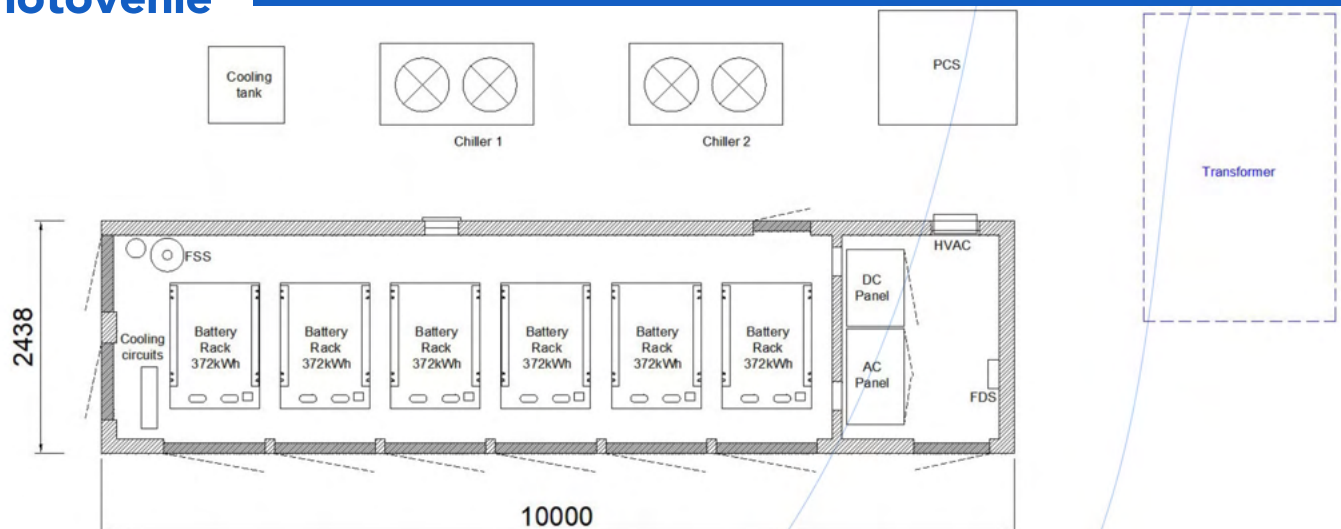 Cooling
tank
Chiller 1
Chiller 2
PCS
Transformer
HVAC
FSS
DC
Panel
2438
Cooling
circuits
Battery
Rack
372kWh
Battery
Rack
372kWh
Battery
Rack
372kWh
Battery
Rack
372kWh
Battery
Rack
372kWh
Battery
Rack
372kWh
AC
Panel
FDS
10000